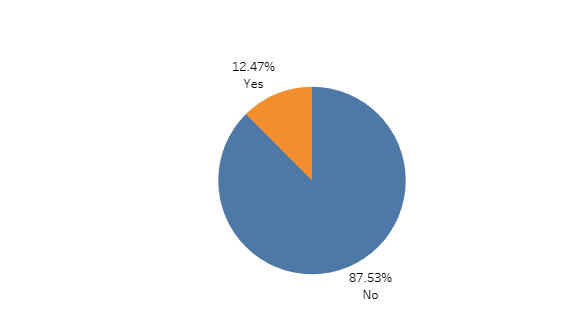 12.47%
Yes
87.53%
No